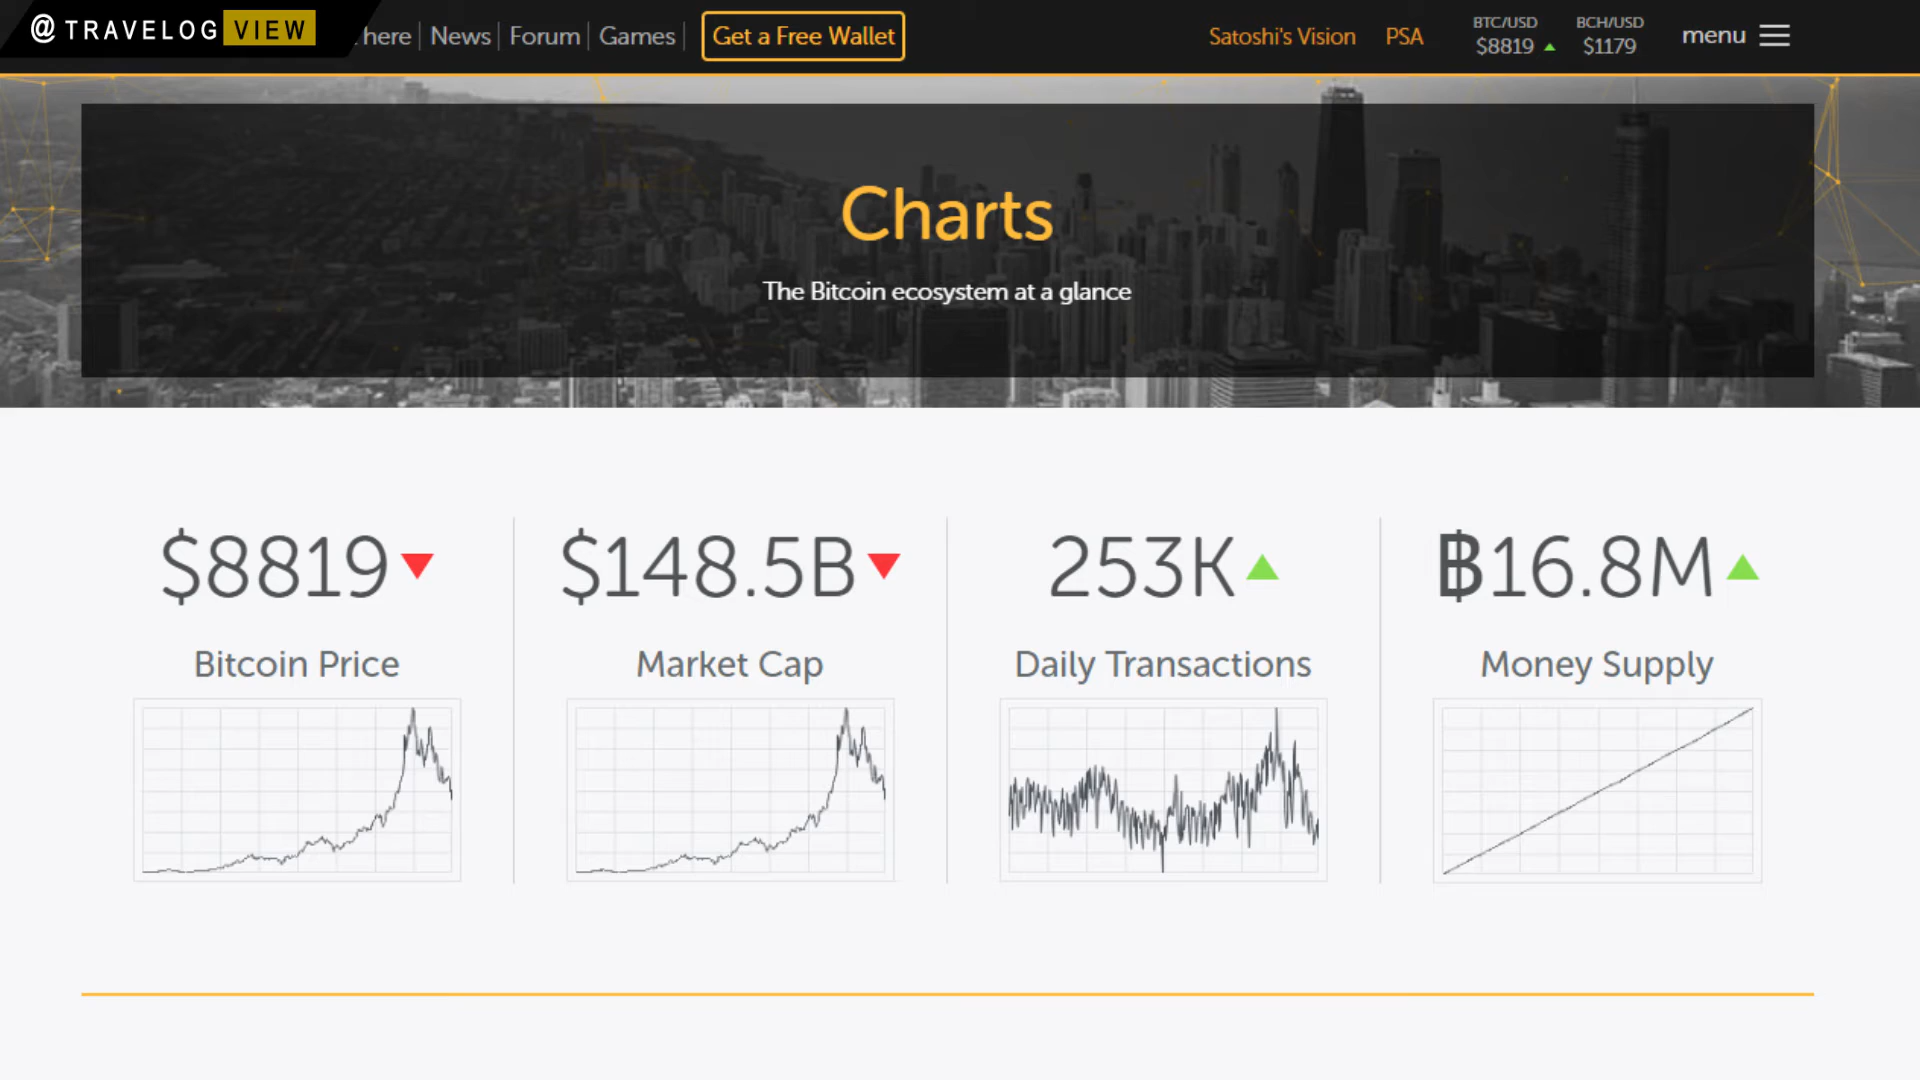 @TRAVELOG VIEW
here
News
Forum
Games
Get a Free Wallet
Satoshi's Vision
PSA
BTC/USD
$8819
BCH/USD
$1179
menu
Charts
The Bitcoin ecosystem at a glance
$8819
Bitcoin Price
$148.5B
Market Cap
253K
Daily Transactions
฿16.8M
Money Supply